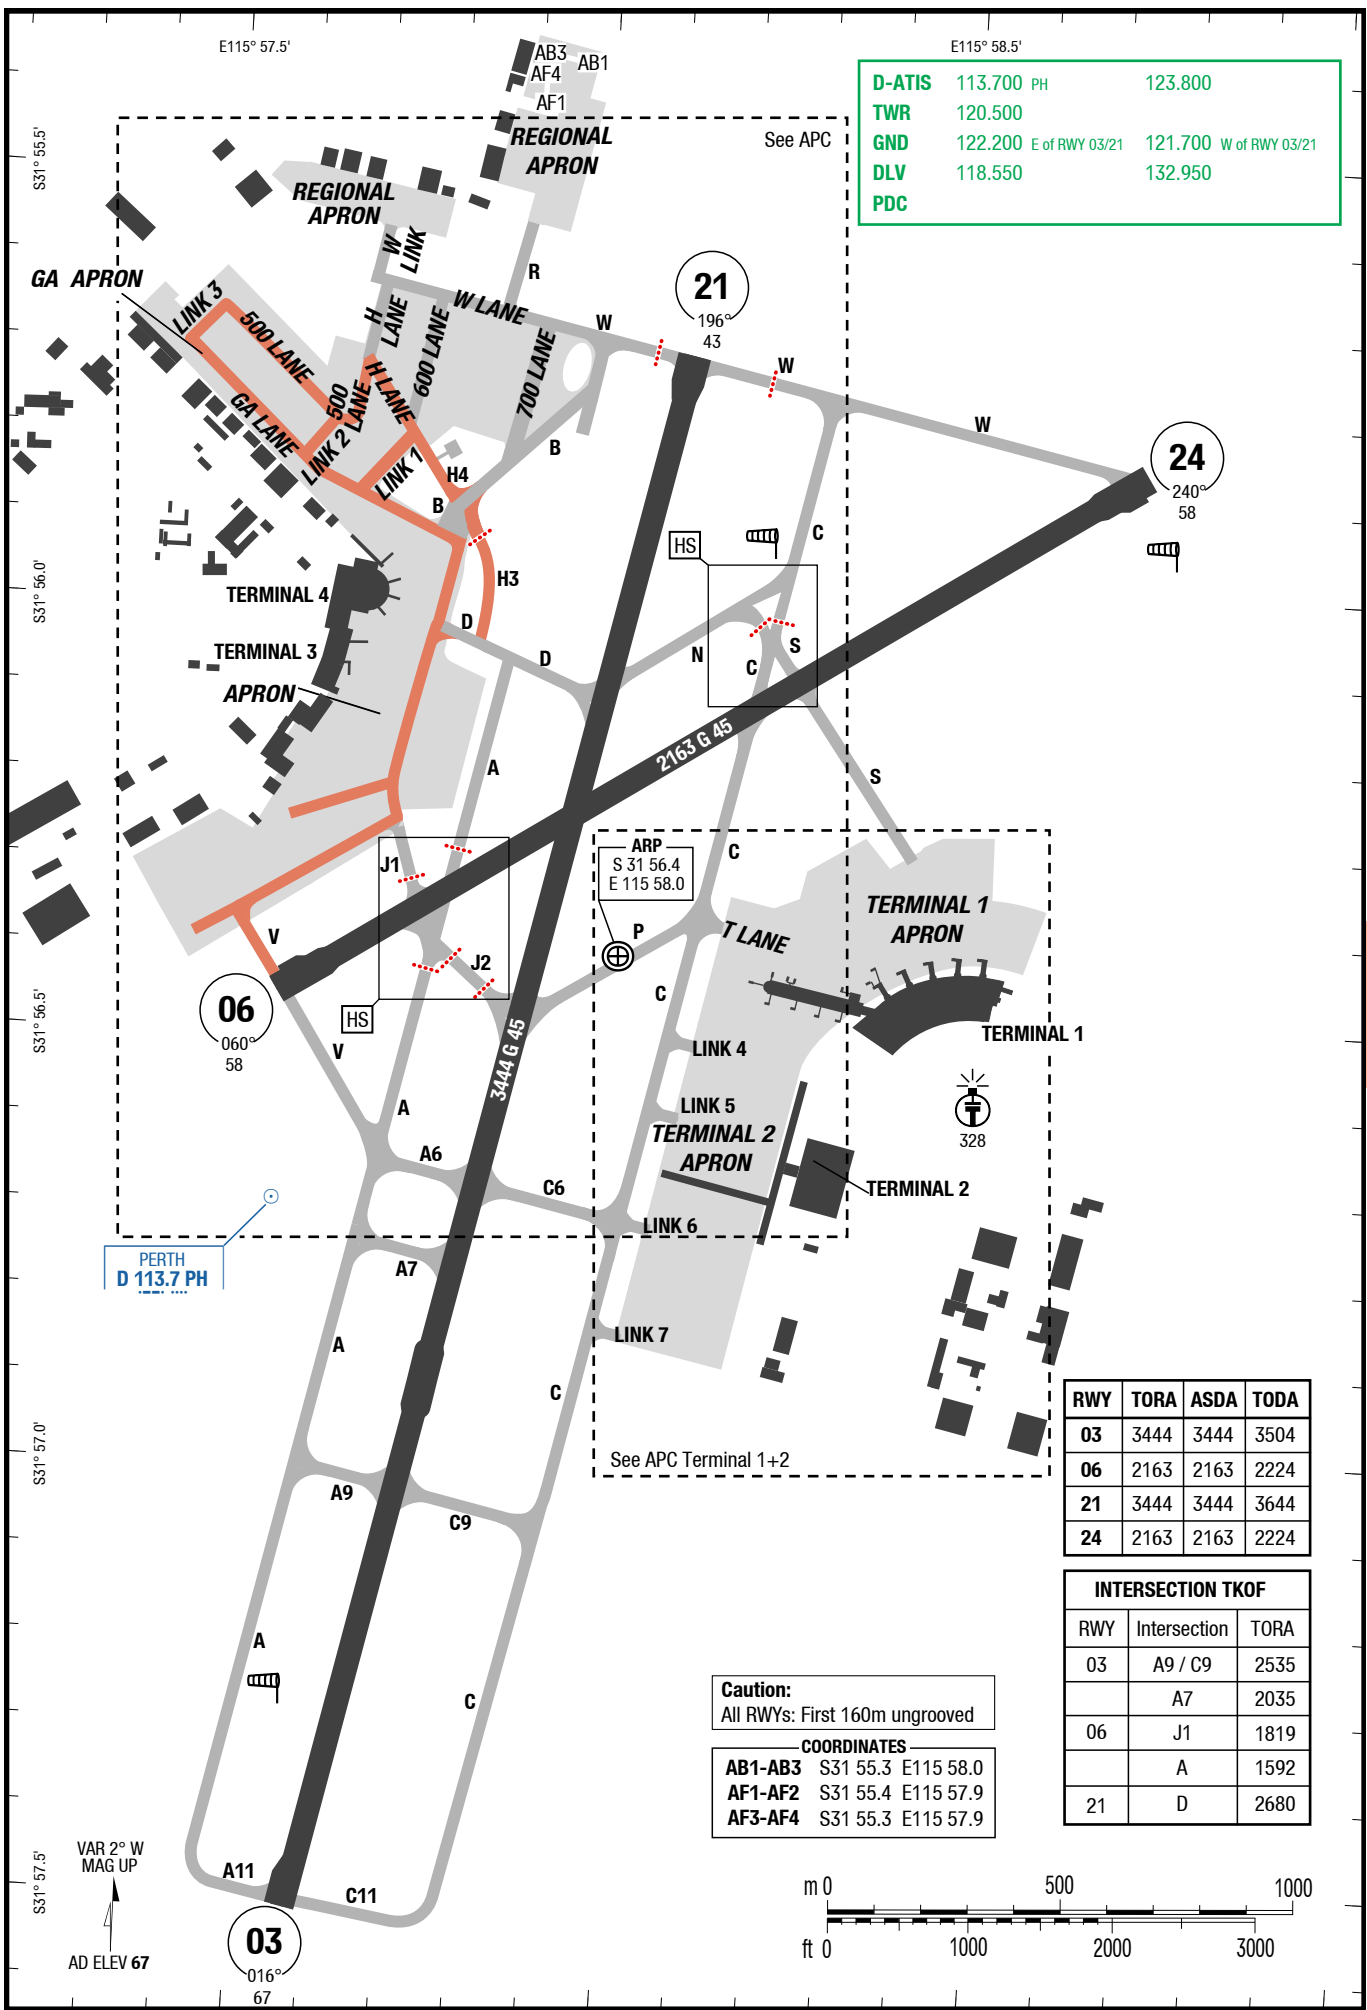 E115° 57.5'
E115° 58.5'
AB3
AB1
AF4
AF1
D-ATIS 113.700 PH 123.800
TWR 120.500
GND 122.200 E of RWY 03/21 121.700 W of RWY 03/21
DLV 118.550 132.950
PDC
See APC
S31° 55.5'
REGIONAL
APRON
REGIONAL
APRON
W
LINK
GA APRON
R
21
196°
43
LINK 3
500 LANE
H
LANE
W LANE
600 LANE
W
700 LANE
W
W
H LANE
500
LANE
GA LANE
LINK 2
LINK 1
H4
B
B
24
240°
58
C
HS
S31° 56.0'
H3
TERMINAL 4
D
D
TERMINAL 3
N
C
S
APRON
2163 G 45
A
S
J1
ARP
S 31 56.4
E 115 58.0
C
TERMINAL 1
APRON
T LANE
V
P
J2
C
06
060°
58
HS
S31° 56.5'
TERMINAL 1
V
LINK 4
3444 G 45
A
LINK 5
TERMINAL 2
APRON
328
A6
C6
TERMINAL 2
LINK 6
PERTH
D 113.7 PH
A7
A
LINK 7
C
RWY TORA ASDA TODA
03 3444 3444 3504
06 2163 2163 2224
21 3444 3444 3644
24 2163 2163 2224
S31° 57.0'
See APC Terminal 1+2
A9
C9
INTERSECTION TKOF
RWY Intersection TORA
03 A9 / C9 2535
A7 2035
06 J1 1819
A 1592
21 D 2680
A
C
Caution:
All RWYs: First 160m ungrooved
COORDINATES
AB1-AB3 S31 55.3 E115 58.0
AF1-AF2 S31 55.4 E115 57.9
AF3-AF4 S31 55.3 E115 57.9
S31° 57.5'
VAR 2° W
MAG UP
AD ELEV 67
A11
C11
03
016°
67
m 0 500 1000
ft 0 1000 2000 3000